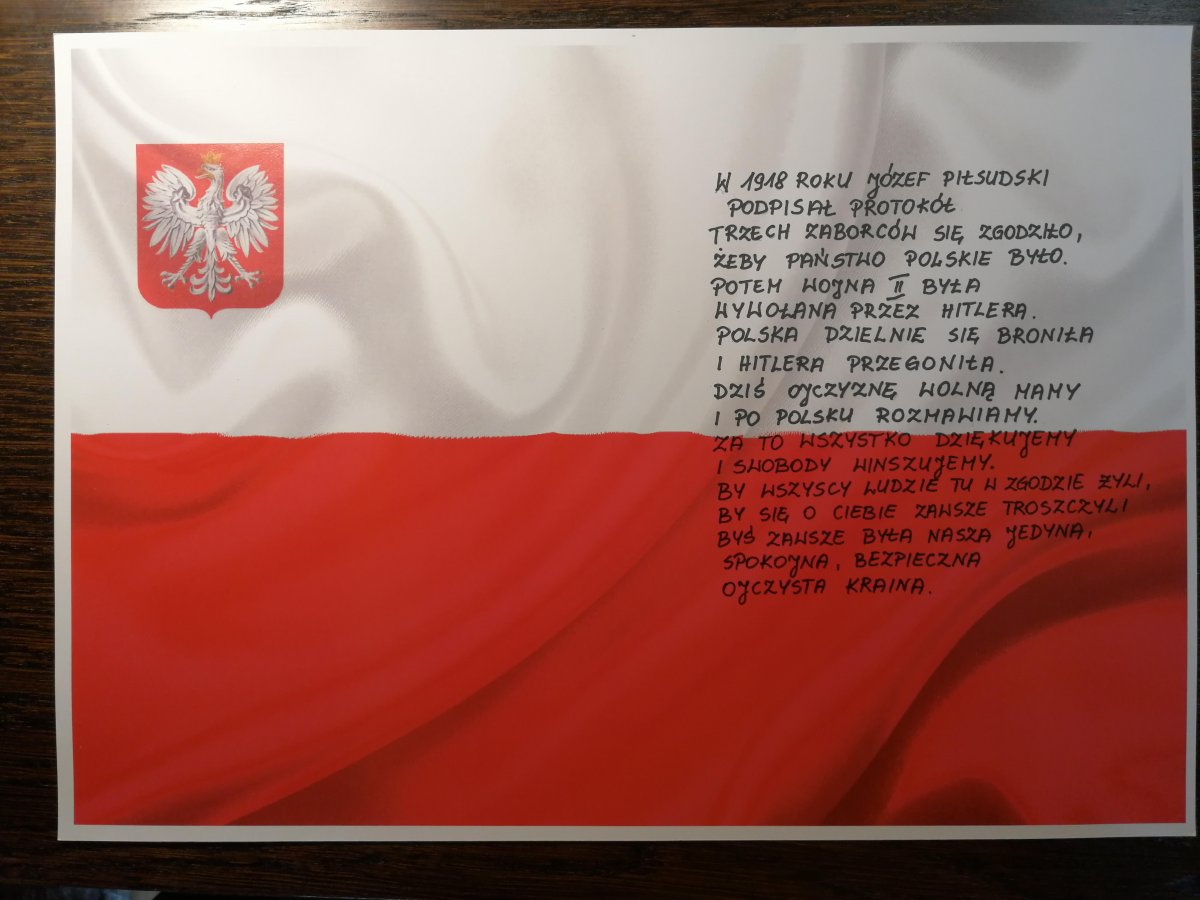 W 1918 ROKU JÓZEF PIŁSUDSKI
PODPISAŁ PROTOKÓŁ
TRZECH ZABORCÓW SIĘ ZGODZIŁO,
ŻEBY PAŃSTWO POLSKIE BYŁO.
POTEM WOJNA II BYŁA
WYWOŁANA PRZEZ HITLERA.
POLSKA DZIELNIE SIĘ BRONIŁA
I HITLERA PRZEGONIŁA.
DZIŚ OJCZYZNĘ WOLNĄ MAMY
I PO POLSKU ROZMAWIAMY.
ZA TO WSZYSTKO DZIĘKUJEMY
I SWOBODY WINSZUJEMY.
BY WSZYSCY LUDZIE TU W ZGODZIE ŻYLI,
BY SIĘ O CIEBIE ZAWSZE TROSZCZYLI
BYŚ ZAWSZE BYŁA NASZA JEDYNA,
SPOKOJNA, BEZPIECZNA
OJCZYSTA KRAINA.